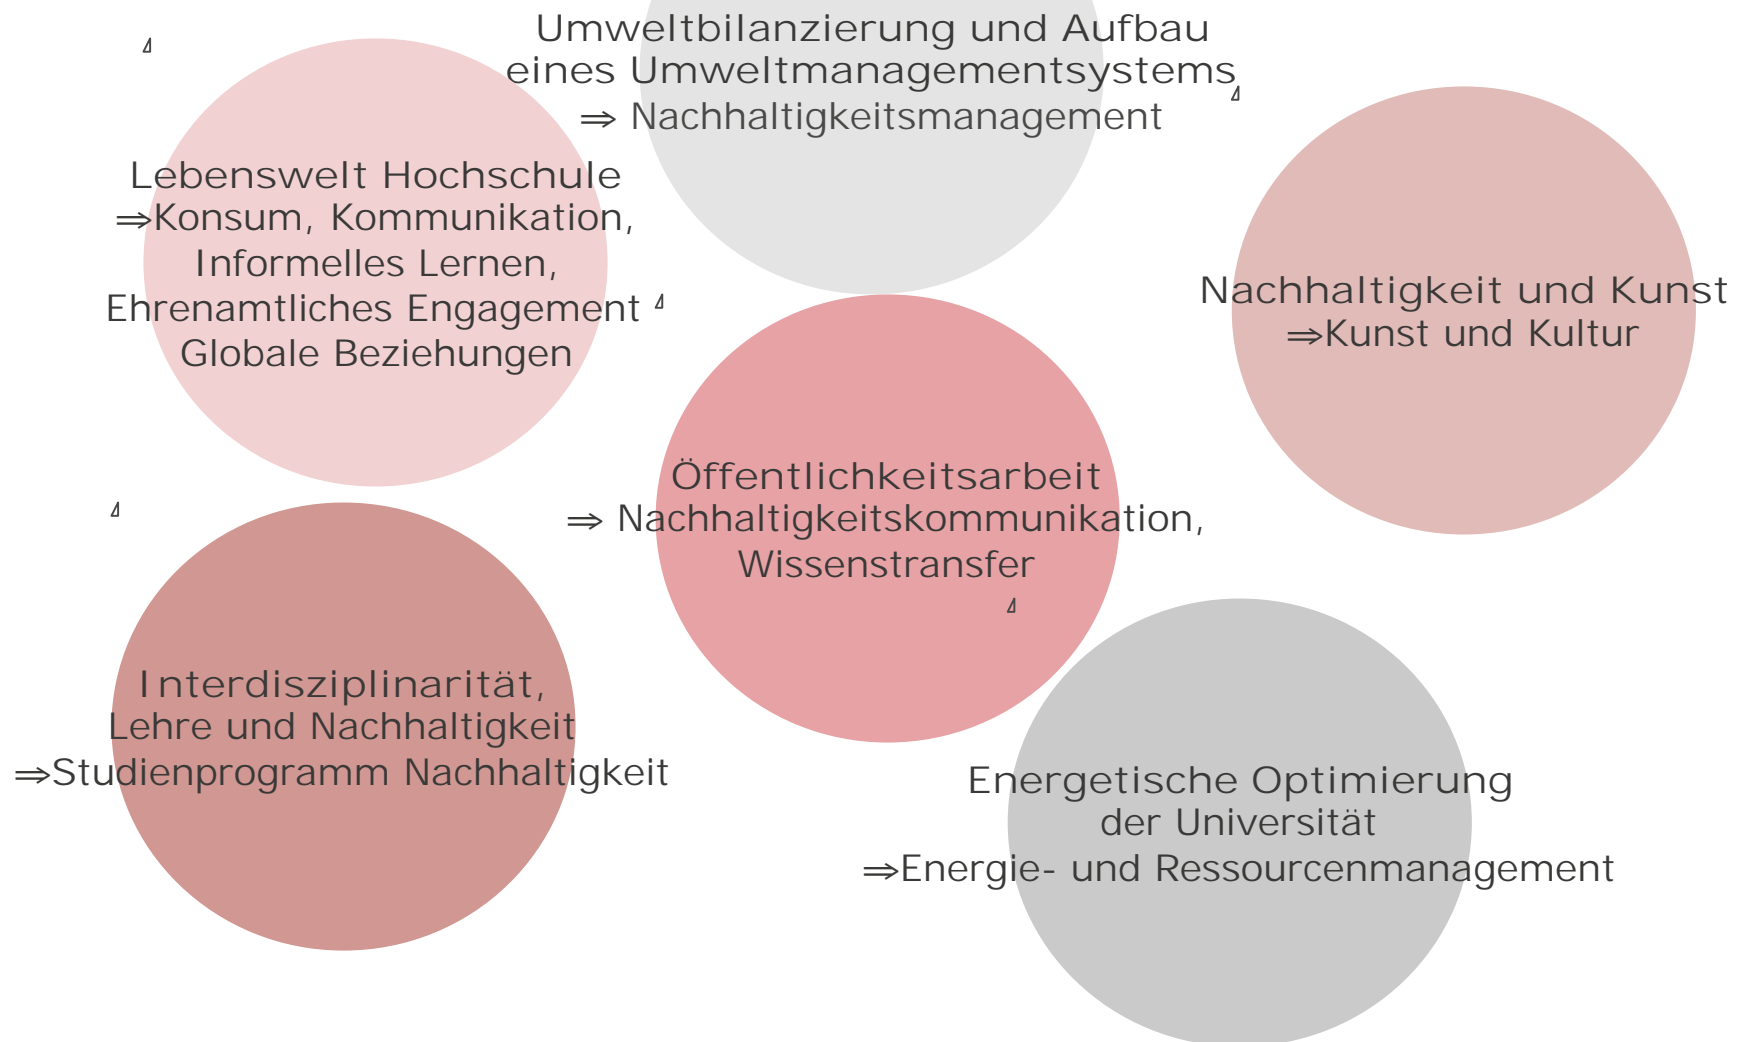 Umweltbilanzierung und Aufbau
eines Umweltmanagementsystems
⇒ Nachhaltigkeitsmanagement
Lebenswelt Hochschule
⇒Konsum, Kommunikation,
Informelles Lernen,
Ehrenamtliches Engagement
Globale Beziehungen
Nachhaltigkeit und Kunst
⇒Kunst und Kultur
Öffentlichkeitsarbeit
⇒ Nachhaltigkeitskommunikation,
Wissenstransfer
Interdisziplinarität,
Lehre und Nachhaltigkeit
⇒Studienprogramm Nachhaltigkeit
Energetische Optimierung
der Universität
⇒Energie- und Ressourcenmanagement